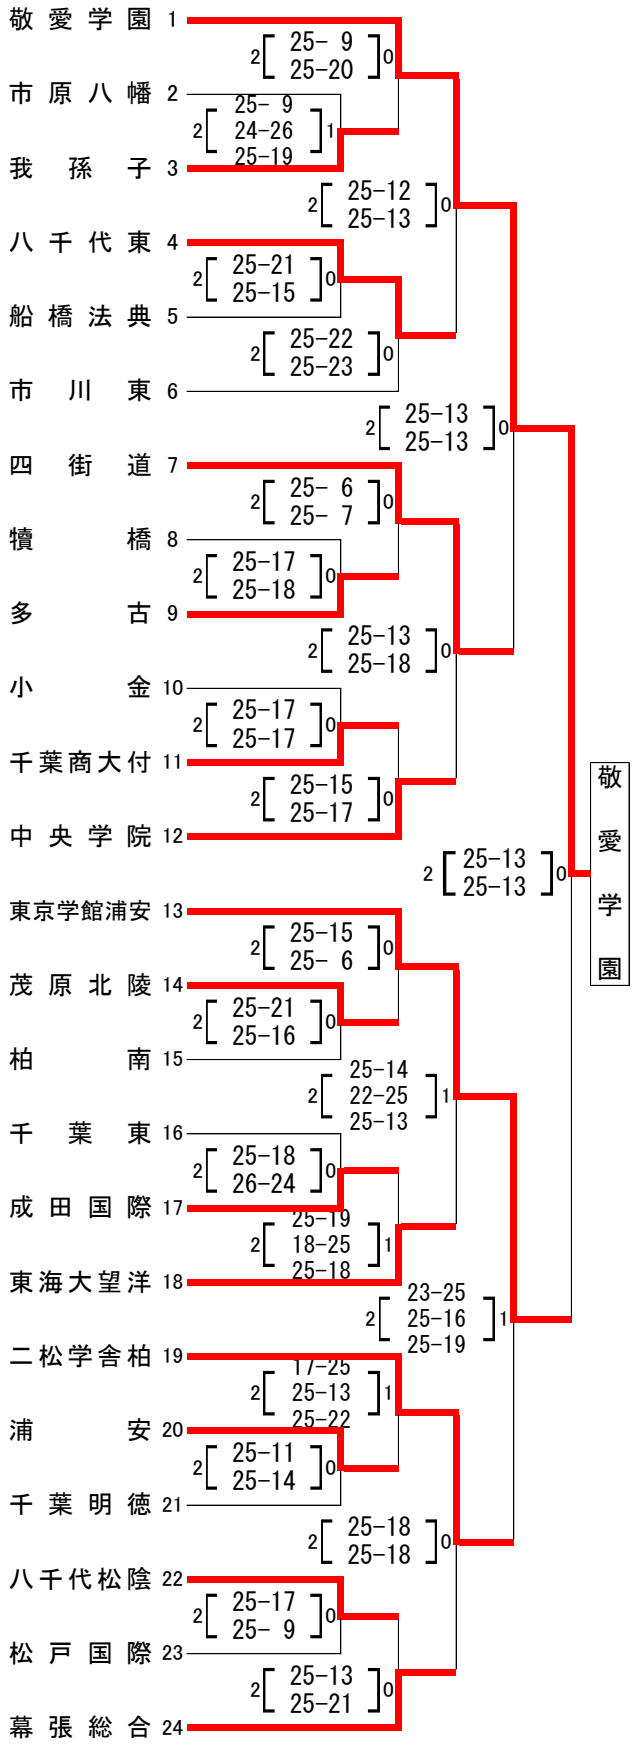 敬愛学園 1
2 25- 9 0
25-20
市原八幡 2
25- 9
2 24-26 1
25-19
我孫子 3
2 25-12 0
25-13
八千代東 4
2 25-21 0
25-15
船橋法典 5
2 25-22 0
25-23
市川東 6
2 25-13 0
25-13
四街道 7
2 25- 6 0
25- 7
犢橋 8
2 25-17 0
25-18
多古 9
2 25-13 0
25-18
小金 10
2 25-17 0
25-17
千葉商大付 11
2 25-15 0
25-17
中央学院 12
2 25-13 0
25-13
敬愛学園
東京学館浦安 13
2 25-15 0
25- 6
茂原北陵 14
2 25-21 0
25-16
柏南 15
25-14
2 22-25 1
25-13
千葉東 16
2 25-18 0
26-24
成田国際 17
25-19
2 18-25 1
25-18
東海大望洋 18
23-25
2 25-16 1
25-19
二松学舎柏 19
17-25
2 25-13 1
25-22
浦安 20
2 25-11 0
25-14
千葉明徳 21
2 25-18 0
25-18
八千代松陰 22
2 25-17 0
25- 9
松戸国際 23
2 25-13 0
25-21
幕張総合 24